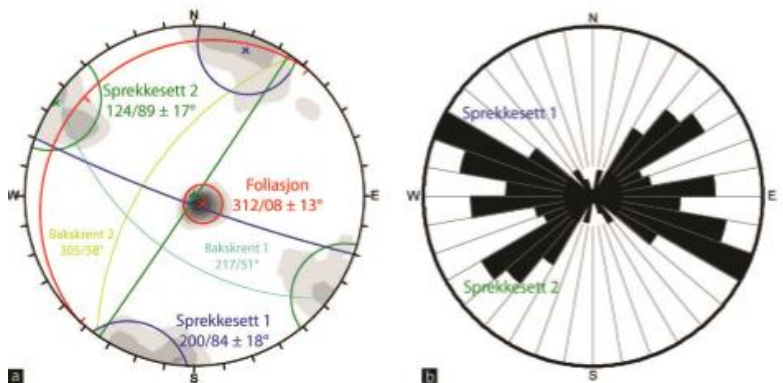 N
Sprekkesett 2
124/89 ± 17°
Foliasjon
312/08 ± 13°
W
E
Bakskrent 2
305/58°
Bakskrent 1
217/51°
Sprekkesett 1
200/84 ± 18°
S
a
N
Sprekkesett 1
W
E
Sprekkesett 2
S
b